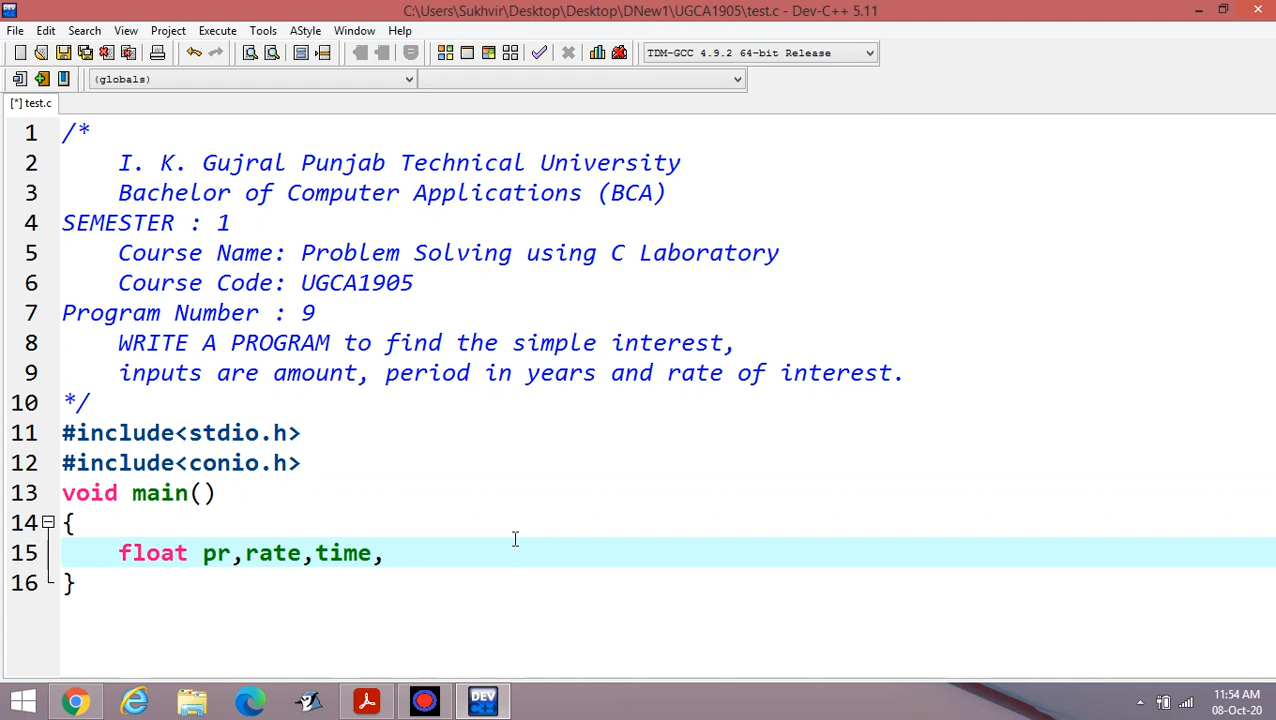 C:\Users\Sukhvir\Desktop\Desktop\DNew1\UGCA1905\test.c - Dev-C++ 5.11
File Edit Search View Project Execute Tools AStyle Window Help
TDM-GCC 4.9.2 64-bit Release
(globals)
[*] test.c
1 /*
2 I. K. Gujral Punjab Technical University
3 Bachelor of Computer Applications (BCA)
4 SEMESTER : 1
5 Course Name: Problem Solving using C Laboratory
6 Course Code: UGCA1905
7 Program Number : 9
8 WRITE A PROGRAM to find the simple interest,
9 inputs are amount, period in years and rate of interest.
10 */
11 #include<stdio.h>
12 #include<conio.h>
13 void main()
14 {
15 float pr,rate,time,
16 }
DEV C++
11:54 AM
08-Oct-20